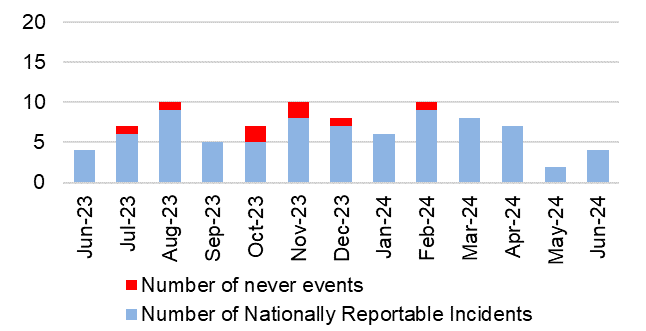 20
15
10
5
0
Jun-23
Jul-23
Aug-23
Sep-23
Oct-23
Nov-23
Dec-23
Jan-24
Feb-24
Mar-24
Apr-24
May-24
Jun-24
Number of never events
Number of Nationally Reportable Incidents